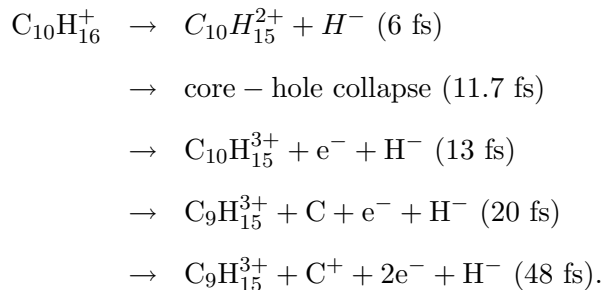 C₁₀H₁₆⁺ → C₁₀H₁₅²⁺ + H⁻ (6 fs)
→ core − hole collapse (11.7 fs)
→ C₁₀H₁₅³⁺ + e⁻ + H⁻ (13 fs)
→ C₉H₁₅³⁺ + C + e⁻ + H⁻ (20 fs)
→ C₉H₁₅³⁺ + C⁺ + 2e⁻ + H⁻ (48 fs).